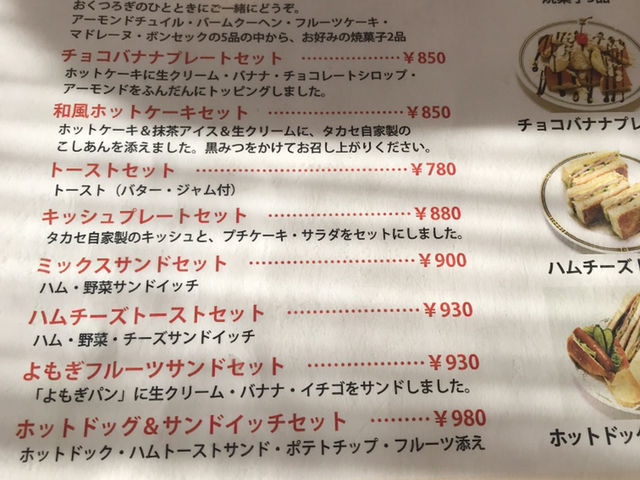 おくつろぎのひとときにご一緒にどうぞ。
アーモンドチュイル・バームクーヘン・フルーツケーキ・
マドレーヌ・ポンセックの5品の中から、お好みの焼菓子2品
チョコバナナプレートセット ………………¥850
ホットケーキに生クリーム・バナナ・チョコレートシロップ・
アーモンドをふんだんにトッピングしました。
和風ホットケーキセット ………………¥850
ホットケーキ＆抹茶アイス＆生クリームに、タカセ自家製の
こしあんを添えました。黒みつをかけてお召し上がりください。
トーストセット ………………¥780
トースト（バター・ジャム付）
キッシュプレートセット ………………¥880
タカセ自家製のキッシュと、プチケーキ・サラダをセットにしました。
ミックスサンドセット ………………¥900
ハム・野菜サンドイッチ
ハムチーズトーストセット ………………¥930
ハム・野菜・チーズサンドイッチ
よもぎフルーツサンドセット ………………¥930
「よもぎパン」に生クリーム・バナナ・イチゴをサンドしました。
ホットドッグ＆サンドイッチセット ………¥980
ホットドック・ハムトーストサンド・ポテトチップ・フルーツ添え
チョコバナナプレ
ハムチーズト
ホットドッグ